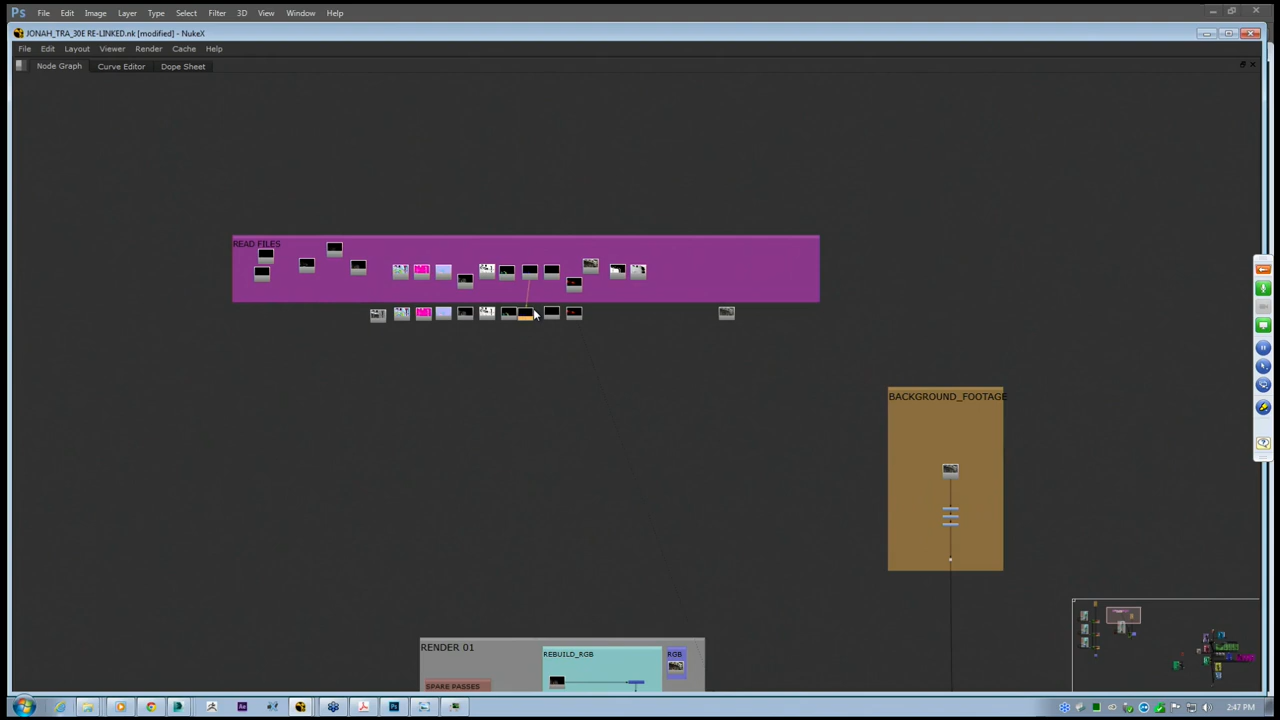 Ps File Edit Image Layer Type Select Filter 3D View Window Help
JONAH_TRA_30E RE-LINKED.nk [modified] - NukeX
File Edit Layout Viewer Render Cache Help
Node Graph Curve Editor Dope Sheet
READ FILES
BACKGROUND_FOOTAGE
RENDER 01
REBUILD_RGB
RGB
SPARE PASSES
Ae
Ps
2:47 PM